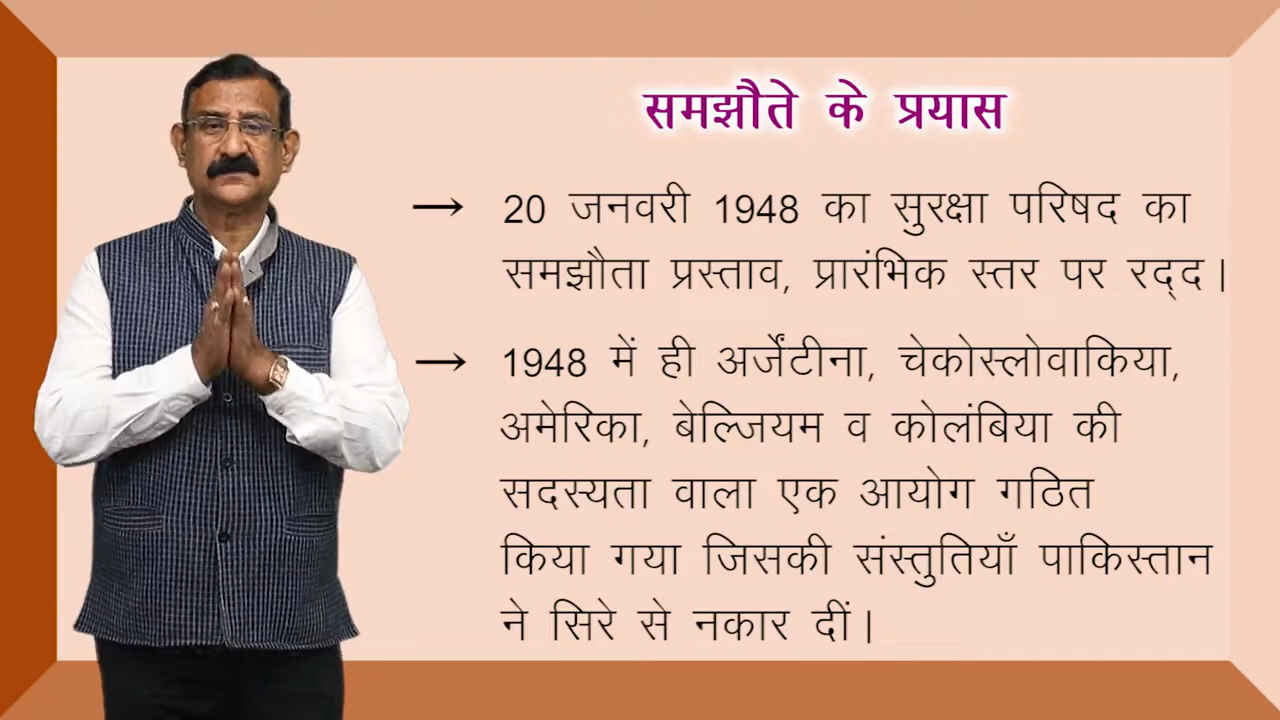 समझौते के प्रयास
→ 20 जनवरी 1948 का सुरक्षा परिषद का
समझौता प्रस्ताव, प्रारंभिक स्तर पर रद्द।
→ 1948 में ही अर्जेंटीना, चेकोस्लोवाकिया,
अमेरिका, बेल्जियम व कोलंबिया की
सदस्यता वाला एक आयोग गठित
किया गया जिसकी संस्तुतियाँ पाकिस्तान
ने सिरे से नकार दीं।